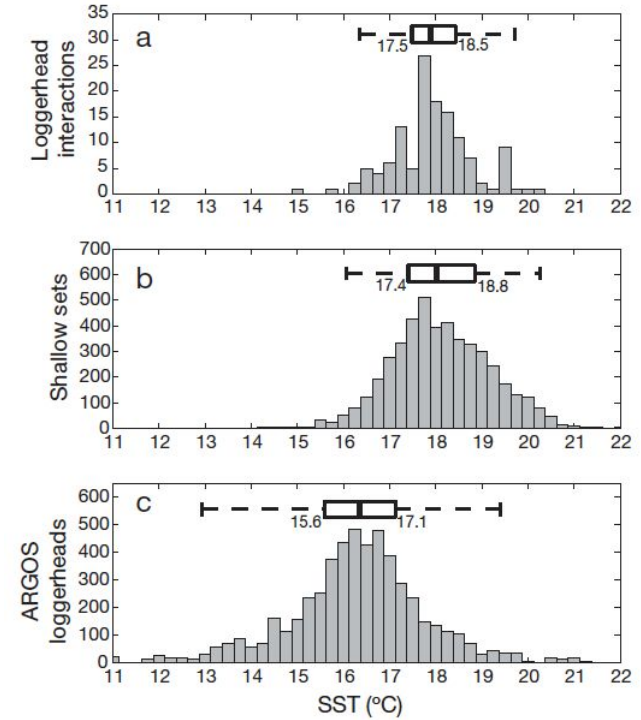 35
30
25
20
15
10
5
0
Loggerhead
interactions
a
17.5 18.5
11 12 13 14 15 16 17 18 19 20 21 22
700
600
500
400
300
200
100
0
Shallow sets
b
17.4 18.8
11 12 13 14 15 16 17 18 19 20 21 22
600
500
400
300
200
100
0
ARGOS
loggerheads
c
15.6 17.1
11 12 13 14 15 16 17 18 19 20 21 22
SST (ºC)